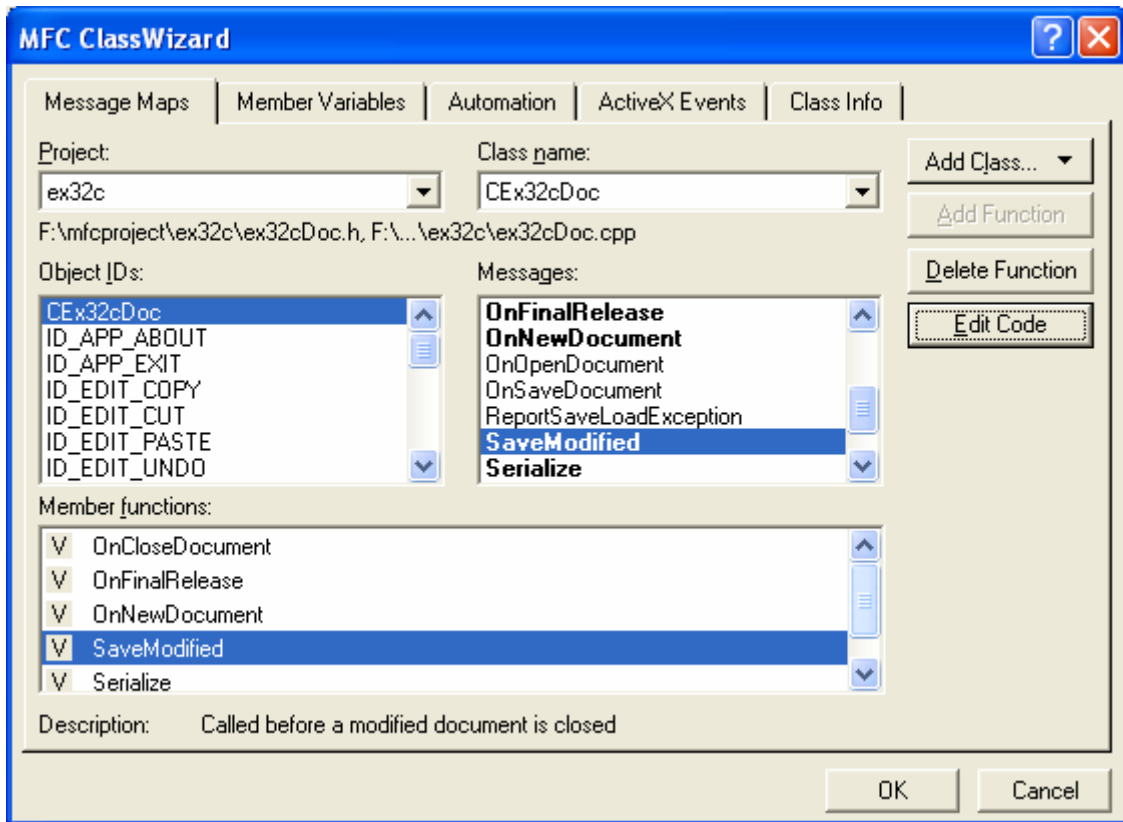 MFC ClassWizard
Message Maps Member Variables Automation ActiveX Events Class Info
Project: Class name:
ex32c CEx32cDoc
F:\mfcproject\ex32c\ex32cDoc.h, F:\...\ex32c\ex32cDoc.cpp
Object IDs: Messages:
CEx32cDoc
ID_APP_ABOUT
ID_APP_EXIT
ID_EDIT_COPY
ID_EDIT_CUT
ID_EDIT_PASTE
ID_EDIT_UNDO
OnFinalRelease
OnNewDocument
OnOpenDocument
OnSaveDocument
ReportSaveLoadException
SaveModified
Serialize
Add Class...
Add Function
Delete Function
Edit Code
Member functions:
V OnCloseDocument
V OnFinalRelease
V OnNewDocument
V SaveModified
V Serialize
Description: Called before a modified document is closed
OK Cancel